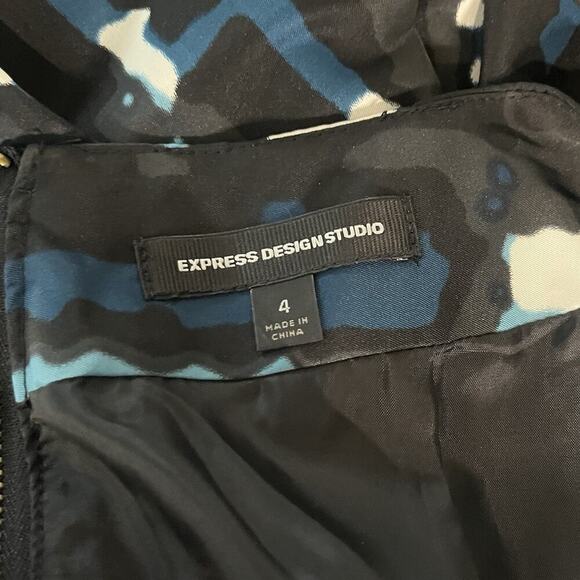 EXPRESS DESIGN STUDIO
4
MADE IN
CHINA